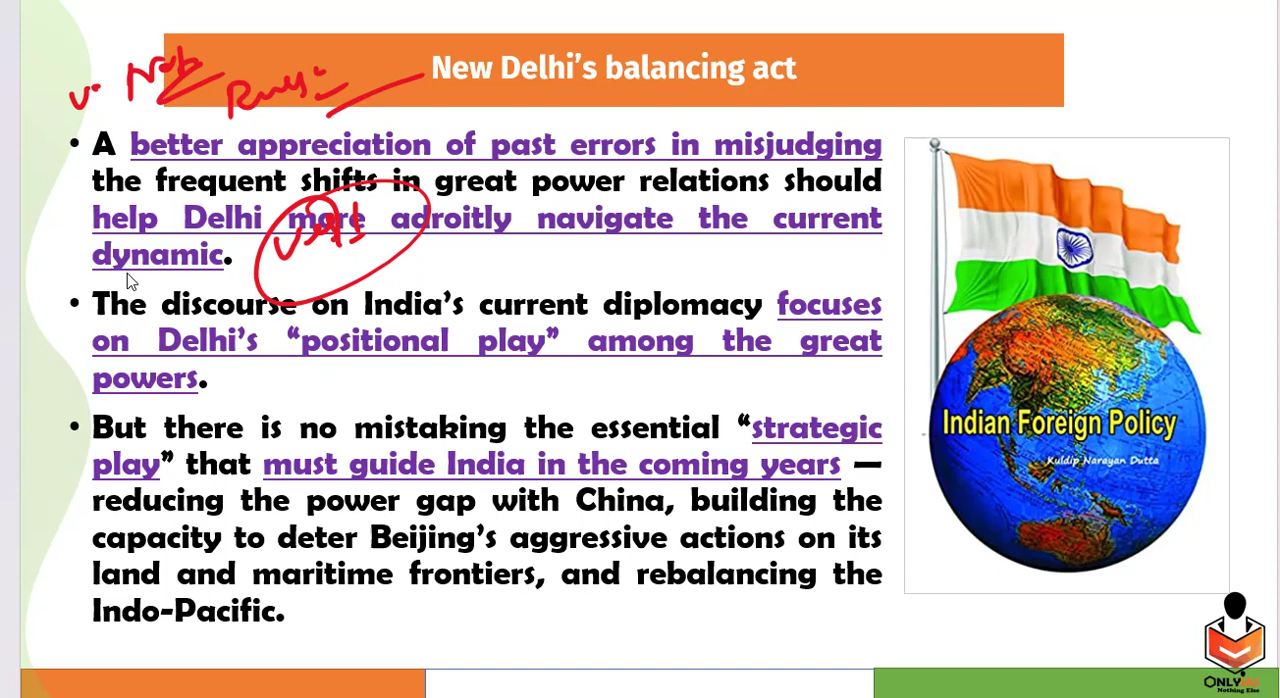 New Delhi’s balancing act
• A better appreciation of past errors in misjudging
the frequent shifts in great power relations should
help Delhi more adroitly navigate the current
dynamic.
• The discourse on India’s current diplomacy focuses
on Delhi’s “positional play” among the great
powers.
• But there is no mistaking the essential “strategic
play” that must guide India in the coming years —
reducing the power gap with China, building the
capacity to deter Beijing’s aggressive actions on its
land and maritime frontiers, and rebalancing the
Indo-Pacific.
Indian Foreign Policy
Kuldip Narayan Dutta
ONLY IAS
Nothing Else